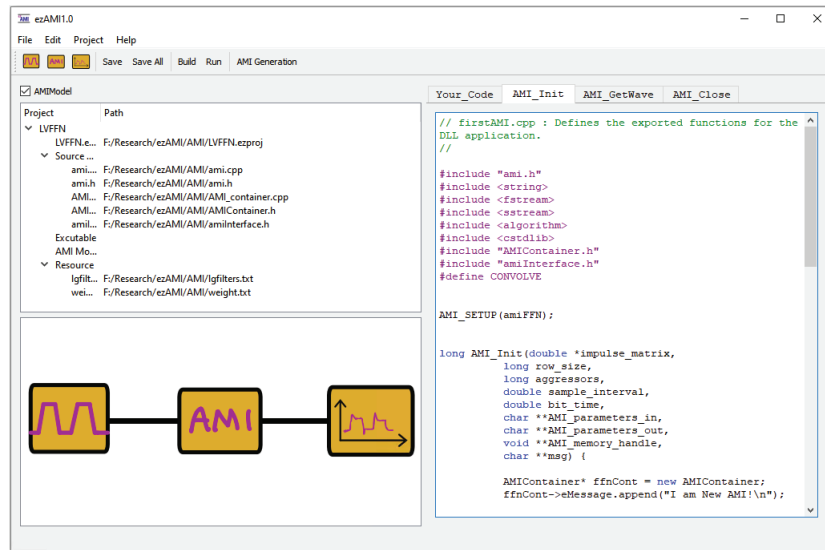 ezAMI1.0
File Edit Project Help
AMI Save Save All Build Run AMI Generation
AMIModel
Project Path
LVFFN
LVFFN.e... F:/Research/ezAMI/AMI/LVFFN.ezproj
Source ...
ami.... F:/Research/ezAMI/AMI/ami.cpp
ami.h F:/Research/ezAMI/AMI/ami.h
AMI... F:/Research/ezAMI/AMI/AMI_container.cpp
AMI... F:/Research/ezAMI/AMI/AMIContainer.h
amiI... F:/Research/ezAMI/AMI/amiInterface.h
Excutable
AMI Mo...
Resource
lgfilt... F:/Research/ezAMI/AMI/lgfilters.txt
wei... F:/Research/ezAMI/AMI/weight.txt
AMI
Your_Code AMI_Init AMI_GetWave AMI_Close
// firstAMI.cpp : Defines the exported functions for the
DLL application.
//
#include "ami.h"
#include <string>
#include <fstream>
#include <sstream>
#include <algorithm>
#include <cstdlib>
#include "AMIContainer.h"
#include "amiInterface.h"
#define CONVOLVE
AMI_SETUP(amiFFN);
long AMI_Init(double *impulse_matrix,
long row_size,
long aggressors,
double sample_interval,
double bit_time,
char **AMI_parameters_in,
char **AMI_parameters_out,
void **AMI_memory_handle,
char **msg) {
AMIContainer* ffnCont = new AMIContainer;
ffnCont->eMessage.append("I am New AMI!\n");